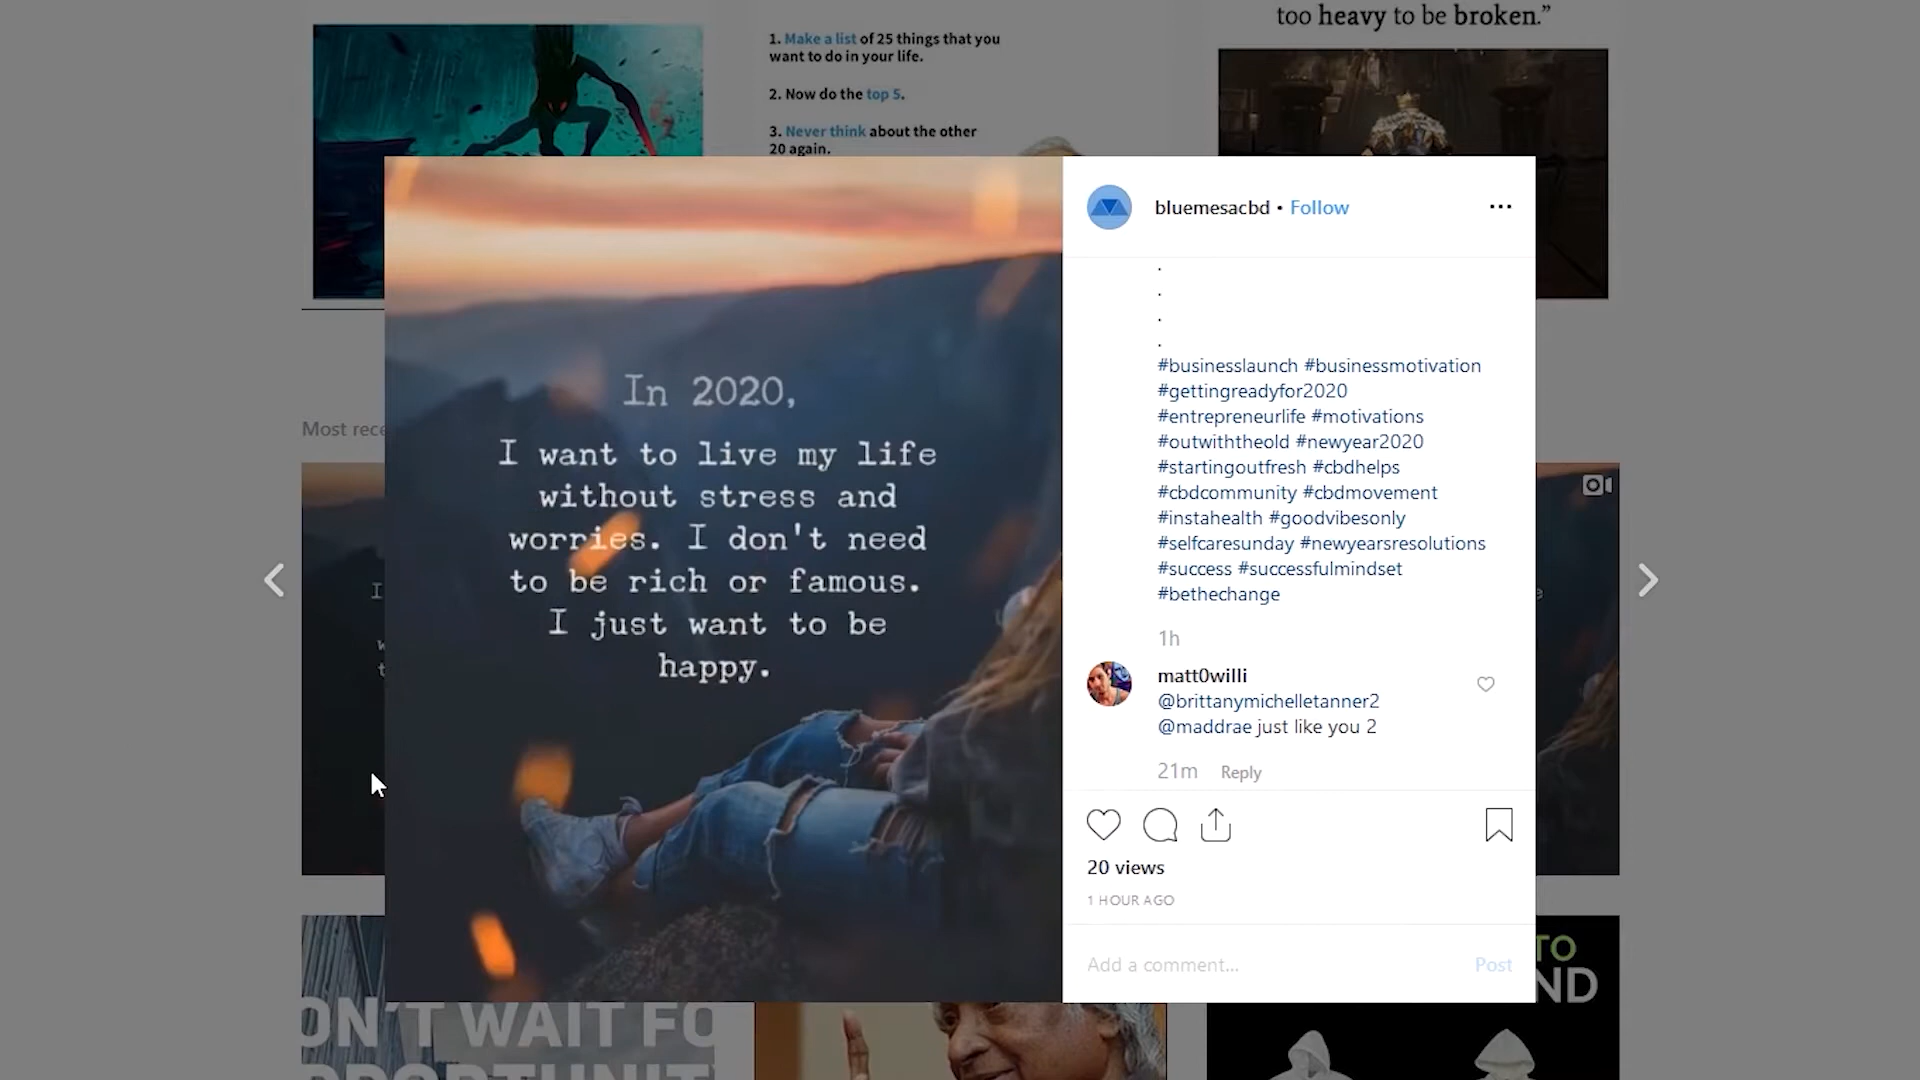 too heavy to be broken.”
1. Make a list of 25 things that you
want to do in your life.
2. Now do the top 5.
3. Never think about the other
20 again.
Most rece
In 2020,
I want to live my life
without stress and
worries. I don't need
to be rich or famous.
I just want to be
happy.
bluemesacbd • Follow
.
.
.
.
#businesslaunch #businessmotivation
#gettingreadyfor2020
#entrepreneurlife #motivations
#outwiththeold #newyear2020
#startingoutfresh #cbdhelps
#cbdcommunity #cbdmovement
#instahealth #goodvibesonly
#selfcaresunday #newyearsresolutions
#success #successfulmindset
#bethechange
1h
matt0willi
@brittanymichelletanner2
@maddrae just like you 2
21m Reply
20 views
1 HOUR AGO
Add a comment... Post
I
TO
ND
ON'T WAIT FO